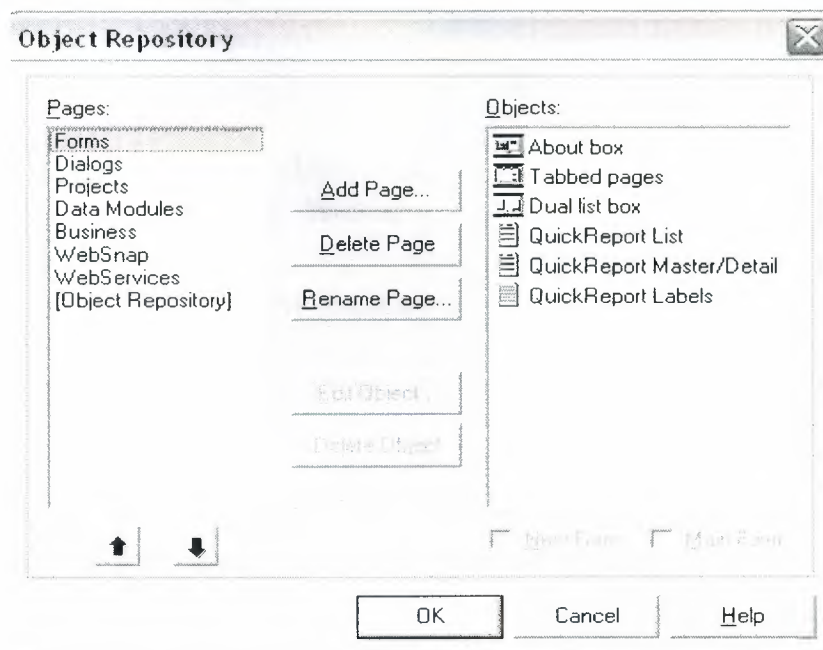 Object Repository
Pages:
Forms
Dialogs
Projects
Data Modules
Business
WebSnap
WebServices
[Object Repository]
Add Page...
Delete Page
Rename Page...
Edit Object...
Delete Object
Objects:
About box
Tabbed pages
Dual list box
QuickReport List
QuickReport Master/Detail
QuickReport Labels
New Form
Main Form
OK
Cancel
Help